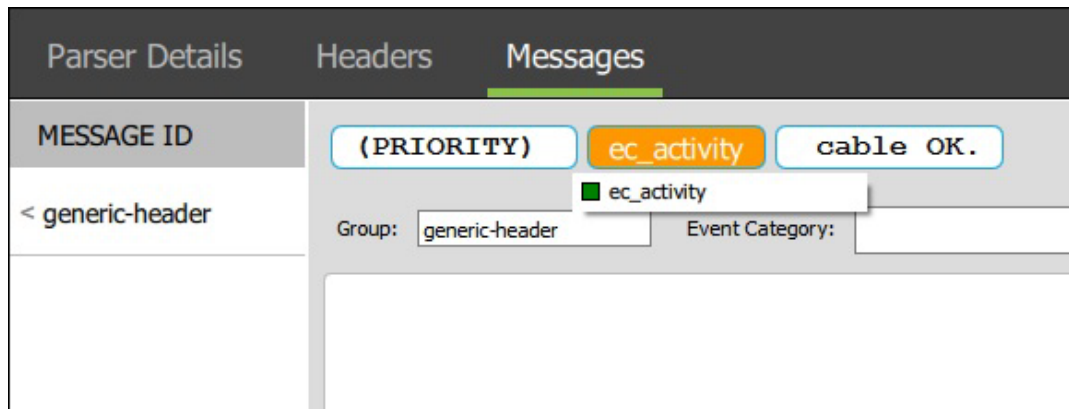 Parser Details Headers Messages
MESSAGE ID
(PRIORITY) ec_activity cable OK.
ec_activity
< generic-header
Group: generic-header Event Category: